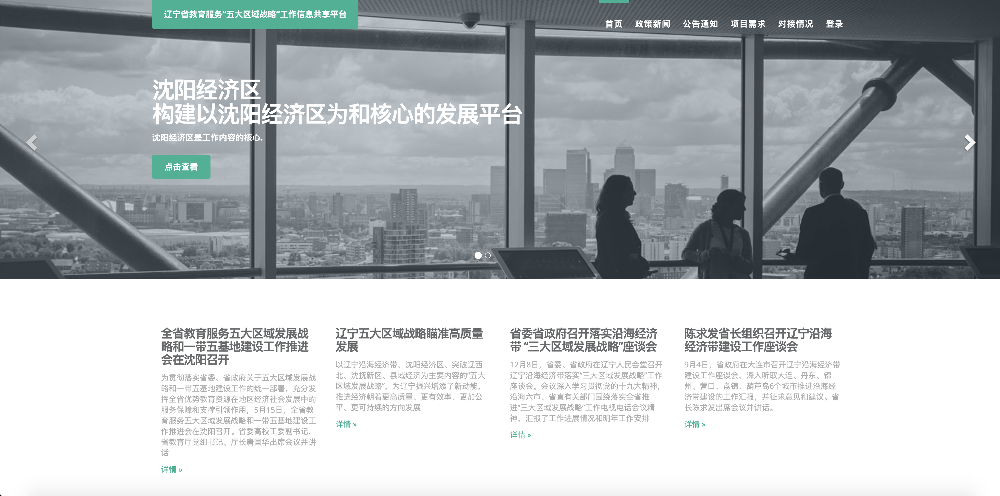 辽宁省教育服务“五大区域战略”工作信息共享平台
首页 政策新闻 公告通知 项目需求 对接情况 登录
沈阳经济区
构建以沈阳经济区为和核心的发展平台
沈阳经济区是工作内容的核心.
点击查看
全省教育服务五大区域发展战
略和一带五基地建设工作推进
会在沈阳召开
为贯彻落实省委、省政府关于五大区域发展战
略和一带五基地建设工作的统一部署，充分发
挥全省优势教育资源在地区经济社会发展中的
服务保障和支撑引领作用，5月15日，全省教
育服务五大区域发展战略和一带五基地建设工
作推进会在沈阳召开。省委高校工委副书记，
省教育厅党组书记、厅长唐国华出席会议并讲
话
详情 »
辽宁五大区域战略瞄准高质量
发展
以辽宁沿海经济带、沈阳经济区、突破辽西
北、沈抚新区、县域经济为主要内容的“五大
区域发展战略”，为辽宁振兴增添了新动能，
推进经济朝着更高质量、更有效率、更加公
平、更可持续的方向发展
详情 »
省委省政府召开落实沿海经济
带 “三大区域发展战略”座谈会
12月8日，省委、省政府在辽宁人民会堂召开
辽宁沿海经济带落实“三大区域发展战略”工作
座谈会。会议深入学习贯彻党的十九大精神，
沿海六市、省直有关部门围绕落实全省推
进“三大区域发展战略”工作电视电话会议精
神，汇报了工作进展情况和明年工作安排
详情 »
陈求发省长组织召开辽宁沿海
经济带建设工作座谈会
9月4日，省政府在大连市召开辽宁沿海经济带
建设工作座谈会，深入听取大连、丹东、锦
州、营口、盘锦、葫芦岛6个城市推进沿海经
济带建设的工作汇报，并征求意见和建议。省
长陈求发出席会议并讲话。
详情 »